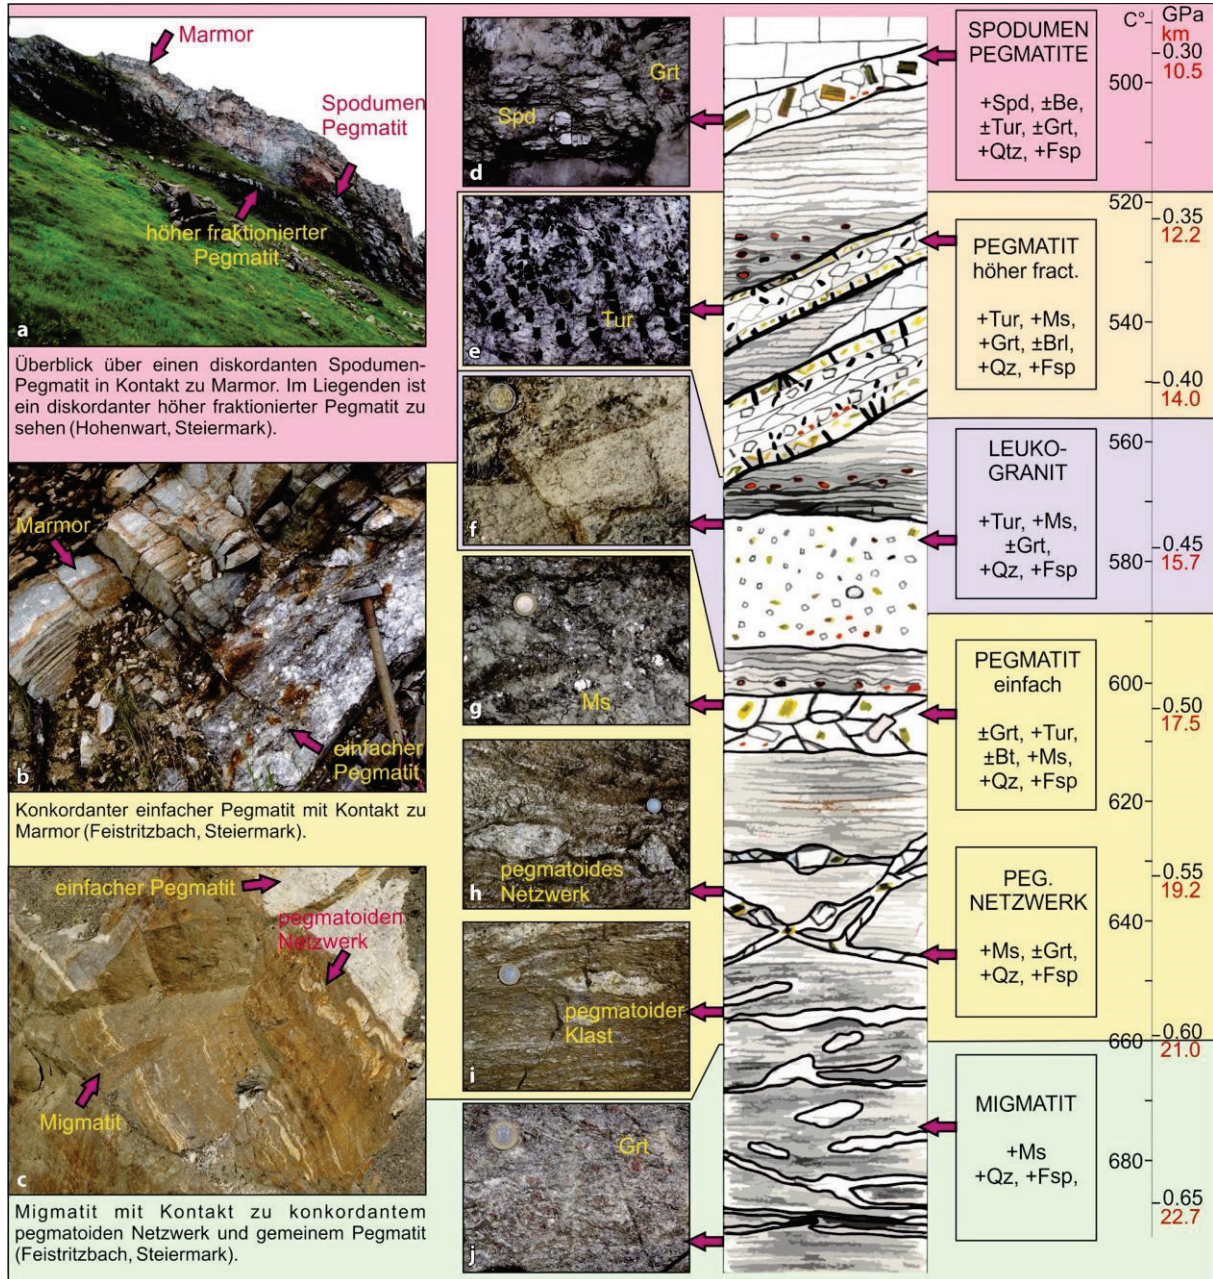 Marmor
Spodumen
Pegmatit
höher fraktionierter
Pegmatit
a
Überblick über einen diskordanten Spodumen-
Pegmatit in Kontakt zu Marmor. Im Liegenden ist
ein diskordanter höher fraktionierter Pegmatit zu
sehen (Hohenwart, Steiermark).
Marmor
einfacher
Pegmatit
b
Konkordanter einfacher Pegmatit mit Kontakt zu
Marmor (Feistritzbach, Steiermark).
einfacher Pegmatit
pegmatoiden
Netzwerk
Migmatit
c
Migmatit mit Kontakt zu konkordantem
pegmatoiden Netzwerk und gemeinem Pegmatit
(Feistritzbach, Steiermark).
Grt
Spd
d
Tur
e
f
Ms
g
pegmatoides
Netzwerk
h
pegmatoider
Klast
i
Grt
j
SPODUMEN
PEGMATITE
+Spd, ±Be,
±Tur, ±Grt,
+Qtz, +Fsp
PEGMATIT
höher fract.
+Tur, +Ms,
+Grt, ±Brl,
+Qz, +Fsp
LEUKO-
GRANIT
+Tur, +Ms,
±Grt,
+Qz, +Fsp
PEGMATIT
einfach
±Grt, +Tur,
±Bt, +Ms,
+Qz, +Fsp
PEG.
NETZWERK
+Ms, ±Grt,
+Qz, +Fsp
MIGMATIT
+Ms
+Qz, +Fsp,
C°
500
520
540
560
580
600
620
640
660
680
GPa
km
0.30
10.5
0.35
12.2
0.40
14.0
0.45
15.7
0.50
17.5
0.55
19.2
0.60
21.0
0.65
22.7